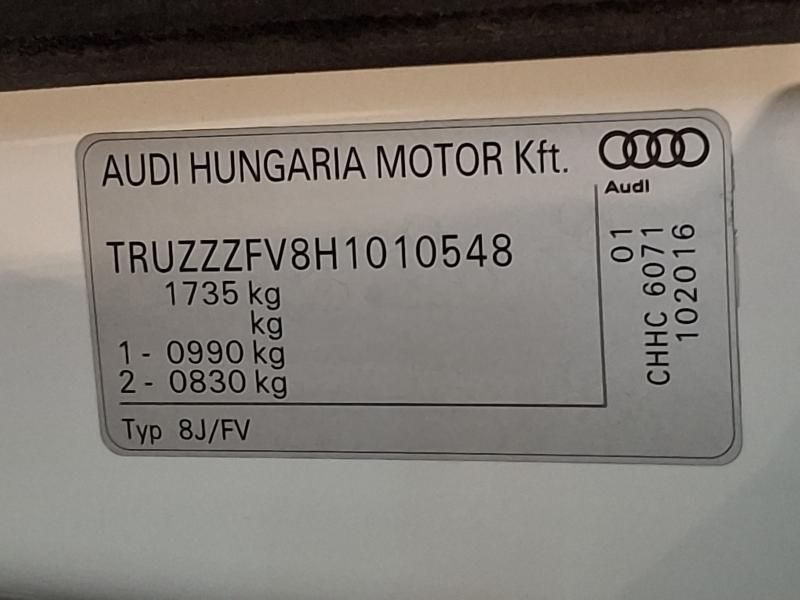 AUDI HUNGARIA MOTOR Kft.
Audi
TRUZZZFV8H1010548
1735 kg
kg
1 - 0990 kg
2 - 0830 kg
Typ 8J/FV
01
CHHC 6071
102016